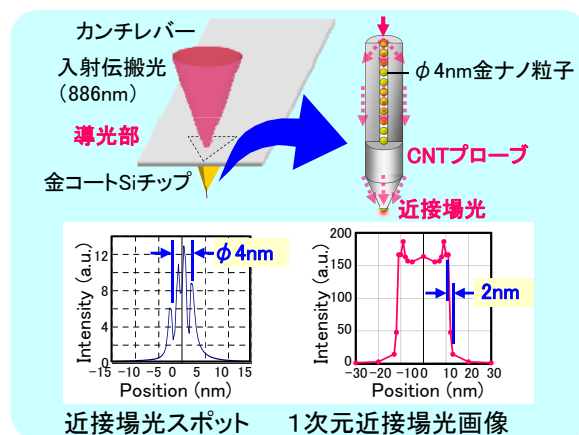 カンチレバー
入射伝搬光
(886nm)
導光部
金コートSiチップ
φ4nm金ナノ粒子
CNTプローブ
近接場光
Intensity (a.u.)
12
8
4
0
φ4nm
-15 -10 -5 0 5 10 15
Position (nm)
近接場光スポット
Intensity (a.u.)
200
150
100
50
0
2nm
-30 -20 -10 0 10 20 30
Position (nm)
1次元近接場光画像